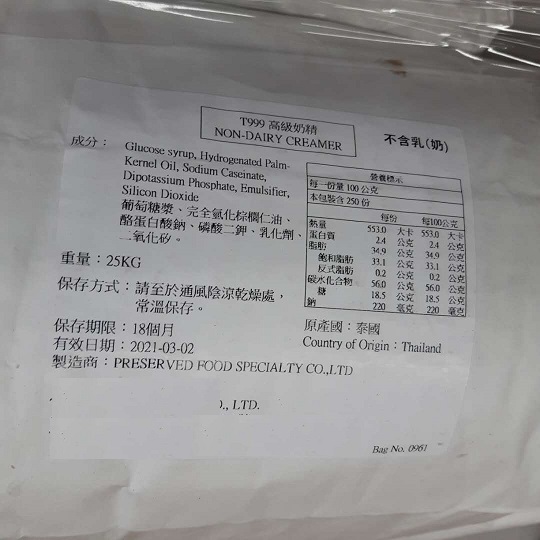 T999 高級奶精
NON-DAIRY CREAMER
不含乳(奶)
成分：
Glucose syrup, Hydrogenated Palm-
Kernel Oil, Sodium Caseinate,
Dipotassium Phosphate, Emulsifier,
Silicon Dioxide
葡萄糖漿、完全氫化棕櫚仁油、
酪蛋白酸鈉、磷酸二鉀、乳化劑、
二氧化矽。
營養標示
每一份量 100 公克
本包裝含 250 份
每份 每100公克
熱量 553.0 大卡 553.0 大卡
蛋白質 2.4 公克 2.4 公克
脂肪 34.9 公克 34.9 公克
飽和脂肪 33.1 公克 33.1 公克
反式脂肪 0.2 公克 0.2 公克
碳水化合物 56.0 公克 56.0 公克
糖 18.5 公克 18.5 公克
鈉 220 毫克 220 毫克
重量：25KG
保存方式：請至於通風陰涼乾燥處，
常溫保存。
保存期限：18個月
有效日期：2021-03-02
製造商：PRESERVED FOOD SPECIALTY CO.,LTD
原產國：泰國
Country of Origin：Thailand
)., LTD.
Bag No. 0961